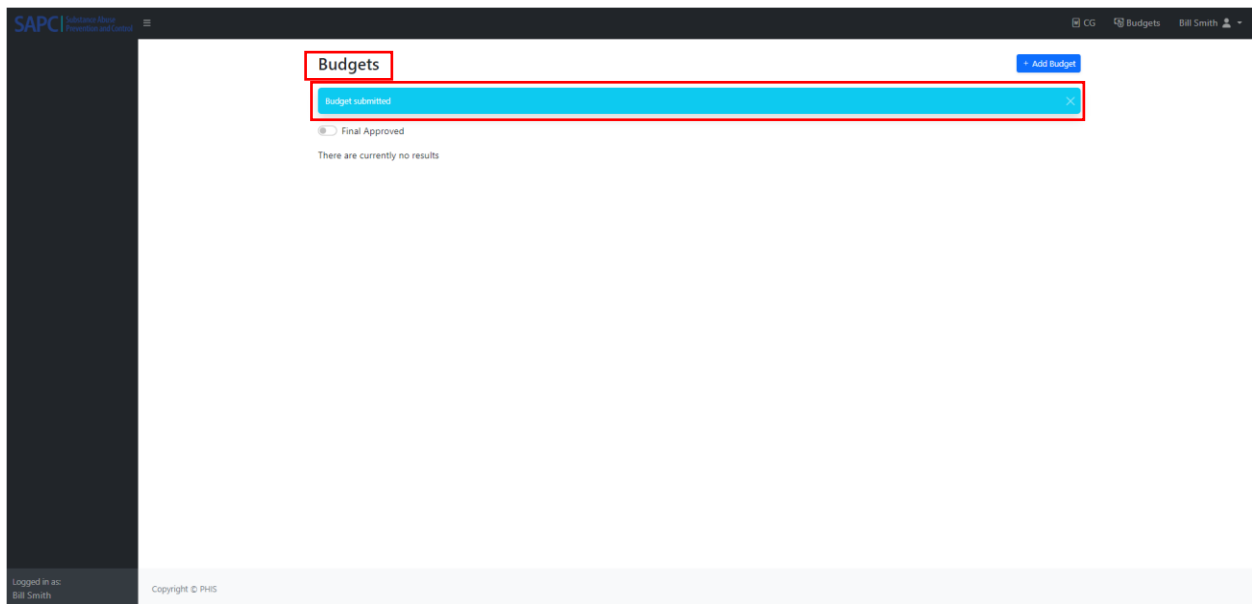 SAPC
Substance Abuse
Prevention and Control
CG
Budgets
Bill Smith
Budgets
+ Add Budget
Budget submitted
Final Approved
There are currently no results
Logged in as:
Bill Smith
Copyright © PHIS